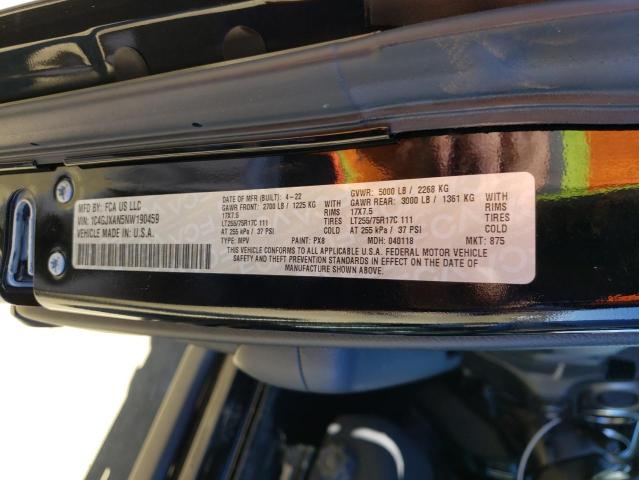 MFD BY: FCA US LLC
VIN: 1C4GJXAN5NW190459
VEHICLE MADE IN: U.S.A.
DATE OF MFR (BUILT): 4-22
GVWR: 5000 LB / 2268 KG
GAWR FRONT: 2700 LB / 1225 KG
GAWR REAR: 3000 LB / 1361 KG
17X7.5 RIMS 17X7.5 RIMS
LT255/75R17C 111 TIRES LT255/75R17C 111 TIRES
AT 255 kPa / 37 PSI COLD AT 255 kPa / 37 PSI COLD
TYPE: MPV PAINT: PX8 MDH: 040118 MKT: 875
THIS VEHICLE CONFORMS TO ALL APPLICABLE U.S.A. FEDERAL MOTOR VEHICLE
SAFETY AND THEFT PREVENTION STANDARDS IN EFFECT ON THE DATE OF
MANUFACTURE SHOWN ABOVE.